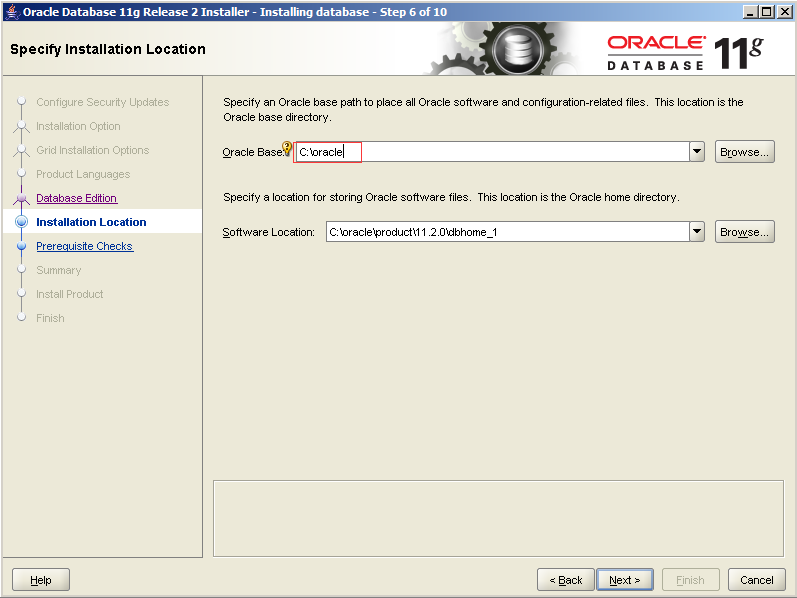 Oracle Database 11g Release 2 Installer - Installing database - Step 6 of 10
Specify Installation Location
ORACLE
DATABASE 11g
Configure Security Updates
Installation Option
Grid Installation Options
Product Languages
Database Edition
Installation Location
Prerequisite Checks
Summary
Install Product
Finish
Specify an Oracle base path to place all Oracle software and configuration-related files. This location is the
Oracle base directory.
Oracle Base: C:\oracle Browse...
Specify a location for storing Oracle software files. This location is the Oracle home directory.
Software Location: C:\oracle\product\11.2.0\dbhome_1 Browse...
Help < Back Next > Finish Cancel